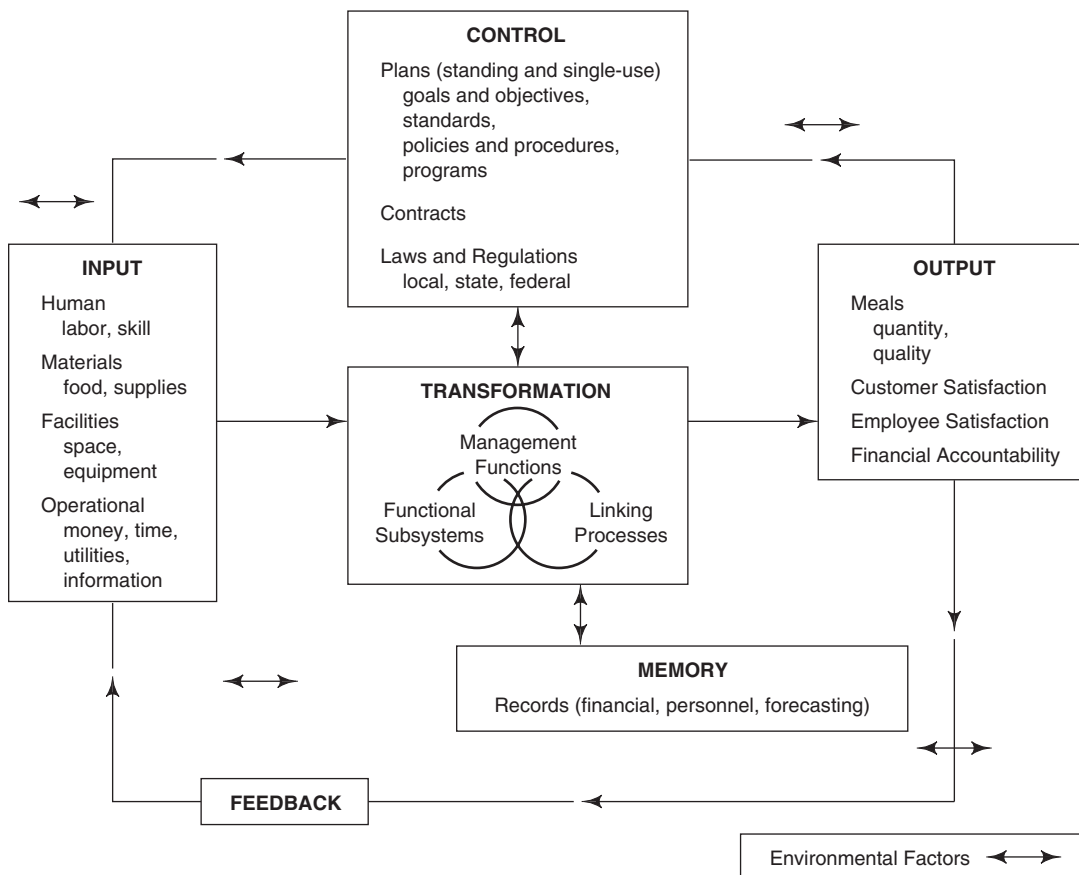 CONTROL
Plans (standing and single-use)
goals and objectives,
standards,
policies and procedures,
programs
Contracts
Laws and Regulations
local, state, federal
INPUT
Human
labor, skill
Materials
food, supplies
Facilities
space,
equipment
Operational
money, time,
utilities,
information
TRANSFORMATION
Management
Functions
Functional
Subsystems
Linking
Processes
OUTPUT
Meals
quantity,
quality
Customer Satisfaction
Employee Satisfaction
Financial Accountability
MEMORY
Records (financial, personnel, forecasting)
FEEDBACK
Environmental Factors